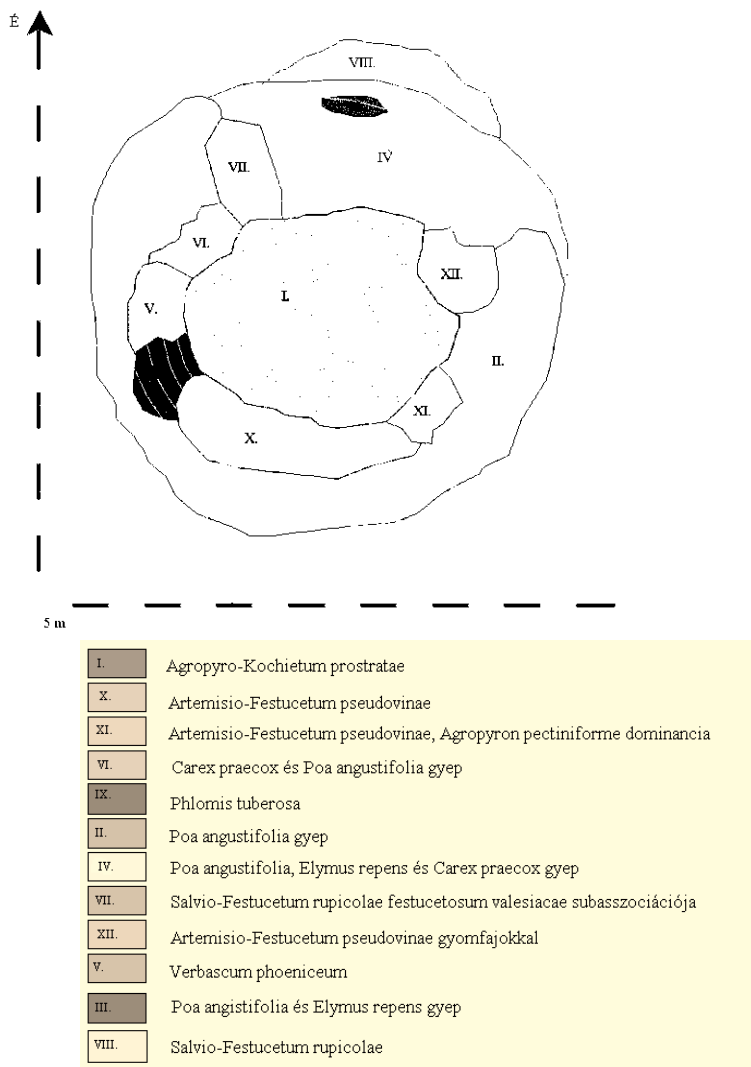 É
VIII.
IV
VII.
VI.
I.
XII.
V.
II.
XI.
X.
5 m
I. Agropyro-Kochietum prostratae
X. Artemisio-Festucetum pseudovinae
XI. Artemisio-Festucetum pseudovinae, Agropyron pectiniforme dominancia
VI. Carex praecox és Poa angustifolia gyep
IX. Phlomis tuberosa
II. Poa angustifolia gyep
IV. Poa angustifolia, Elymus repens és Carex praecox gyep
VII. Salvio-Festucetum rupicolae festucetosum valesiacae subasszociációja
XII. Artemisio-Festucetum pseudovinae gyomfajokkal
V. Verbascum phoeniceum
III. Poa angistifolia és Elymus repens gyep
VIII. Salvio-Festucetum rupicolae